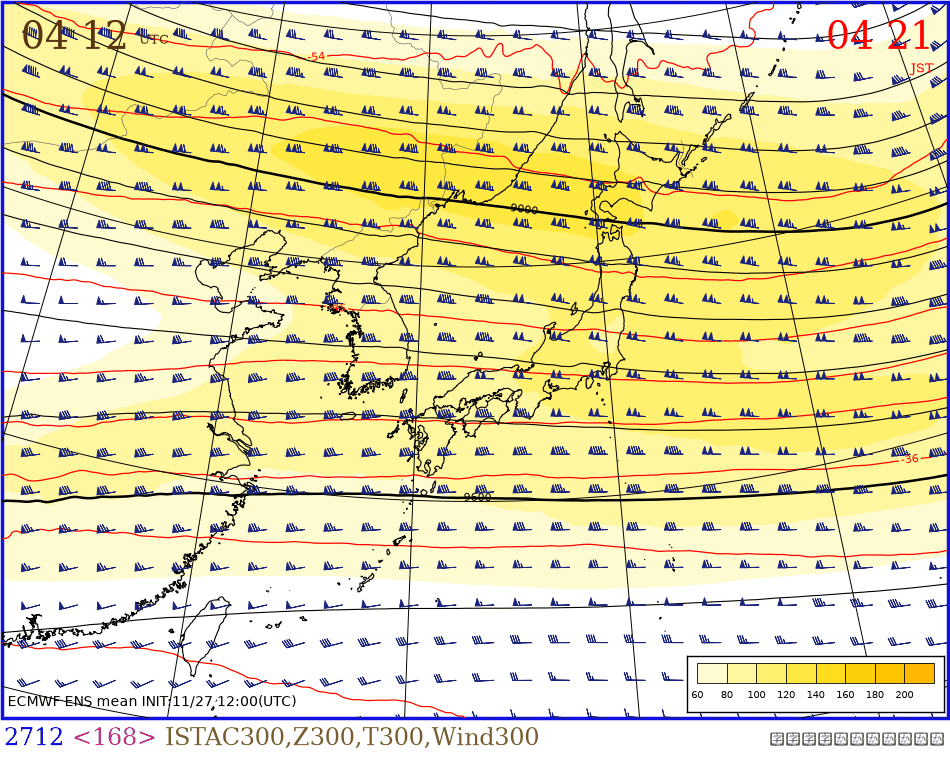 04 12 UTC
04 21
JST
-54
9000
-36
9600
60 80 100 120 140 160 180 200
ECMWF ENS mean INIT:11/27,12:00(UTC)
2712 <168> ISTAC300,Z300,T300,Wind300